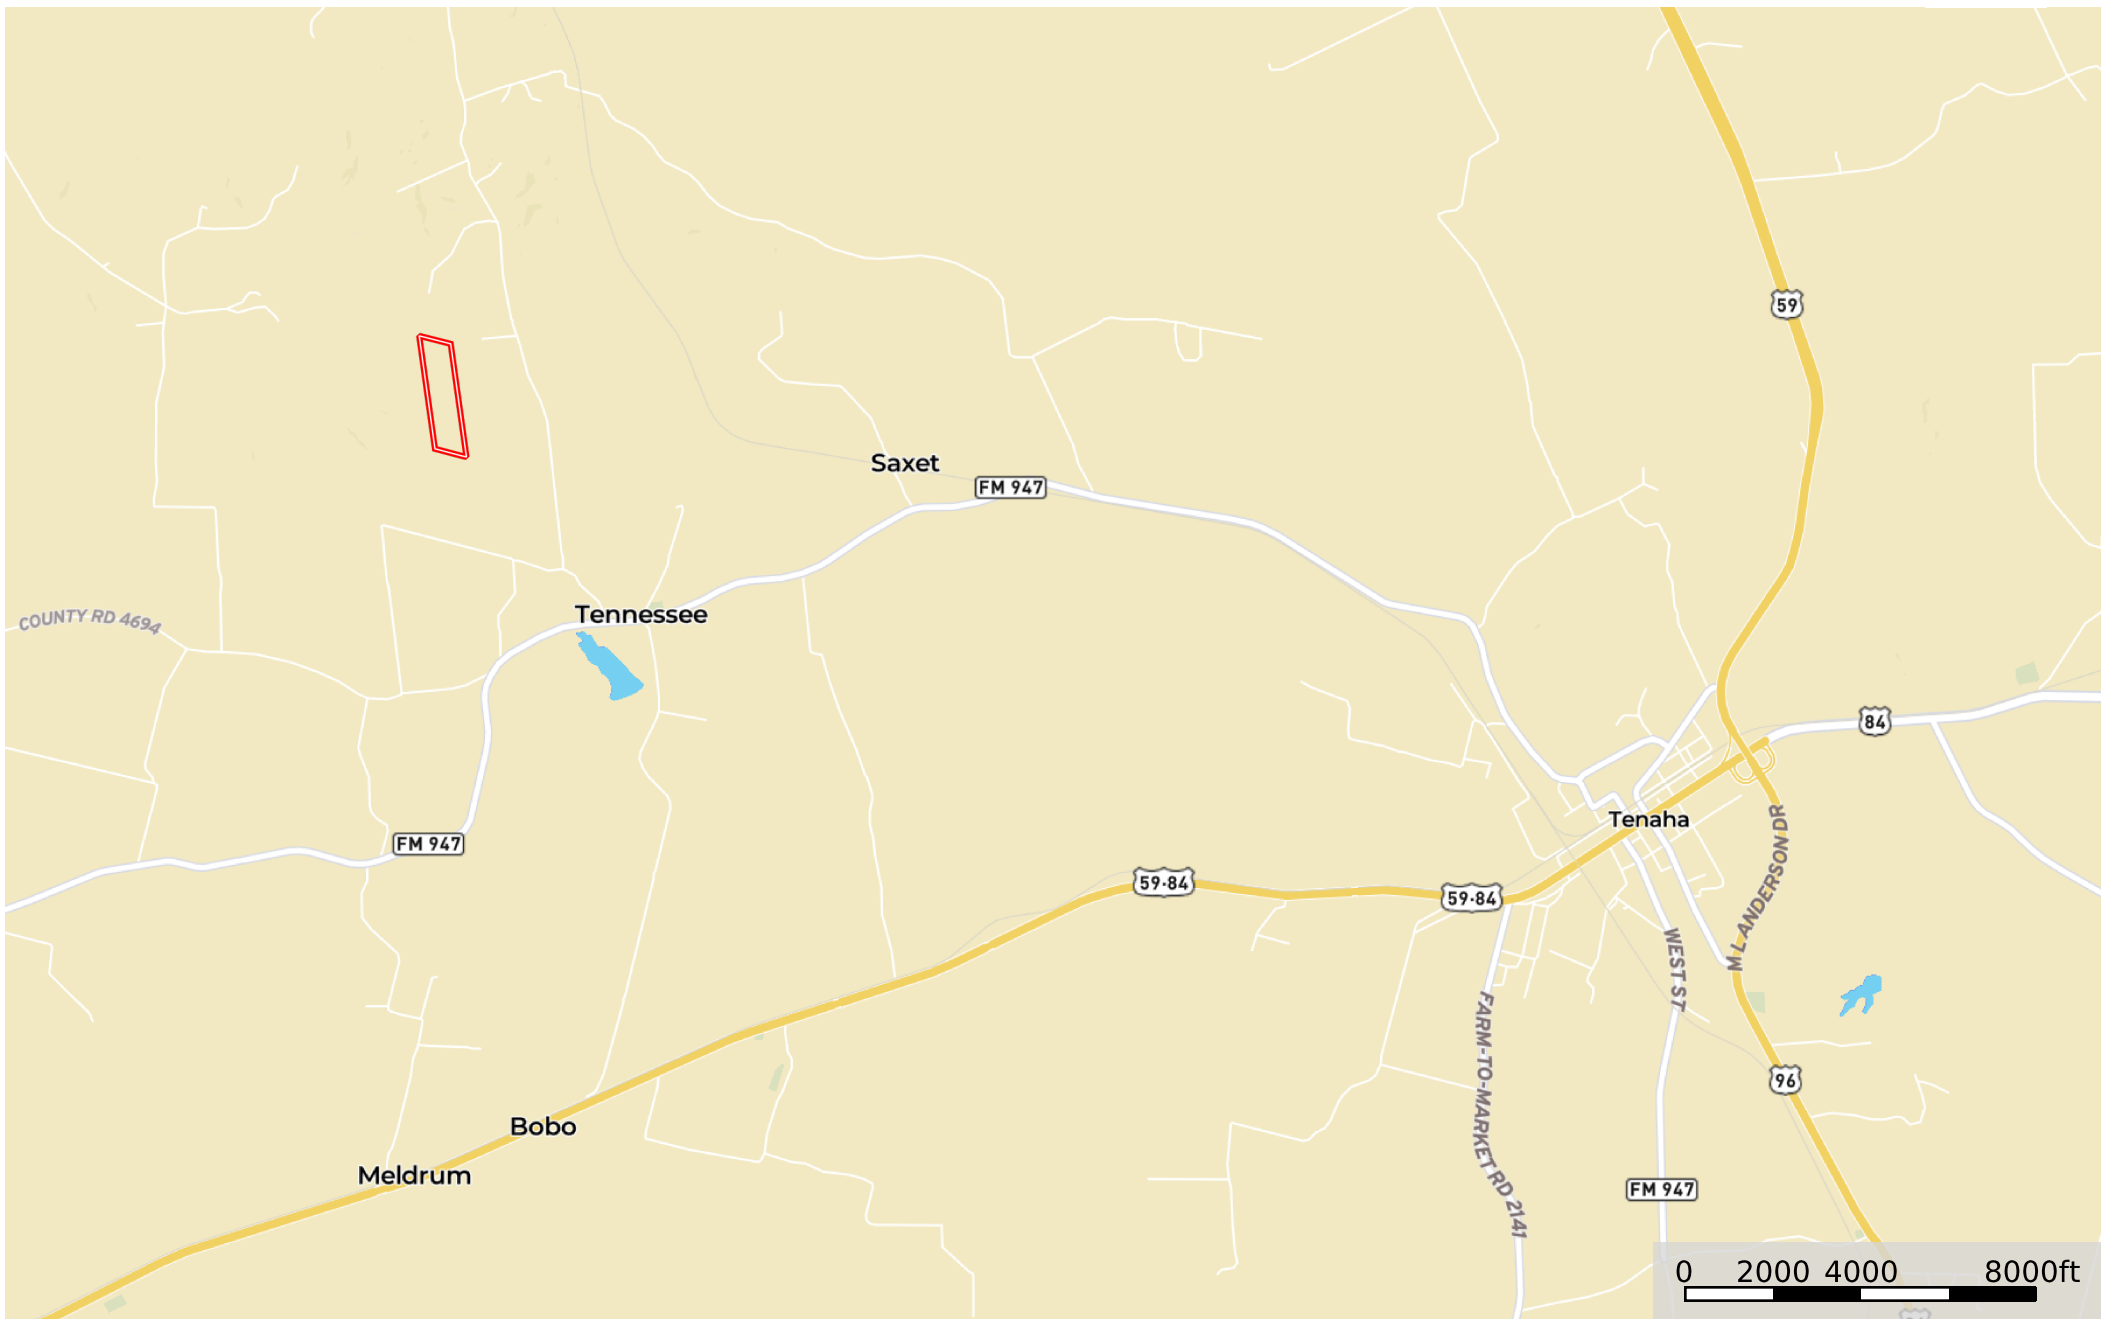 59
Saxet
FM 947
Tennessee
COUNTY RD 4694
84
Tenaha
FM 947
59·84
59·84
M L ANDERSON DR
WEST ST
FARM-TO-MARKET RD 2141
96
Bobo
Meldrum
FM 947
0 2000 4000 8000ft